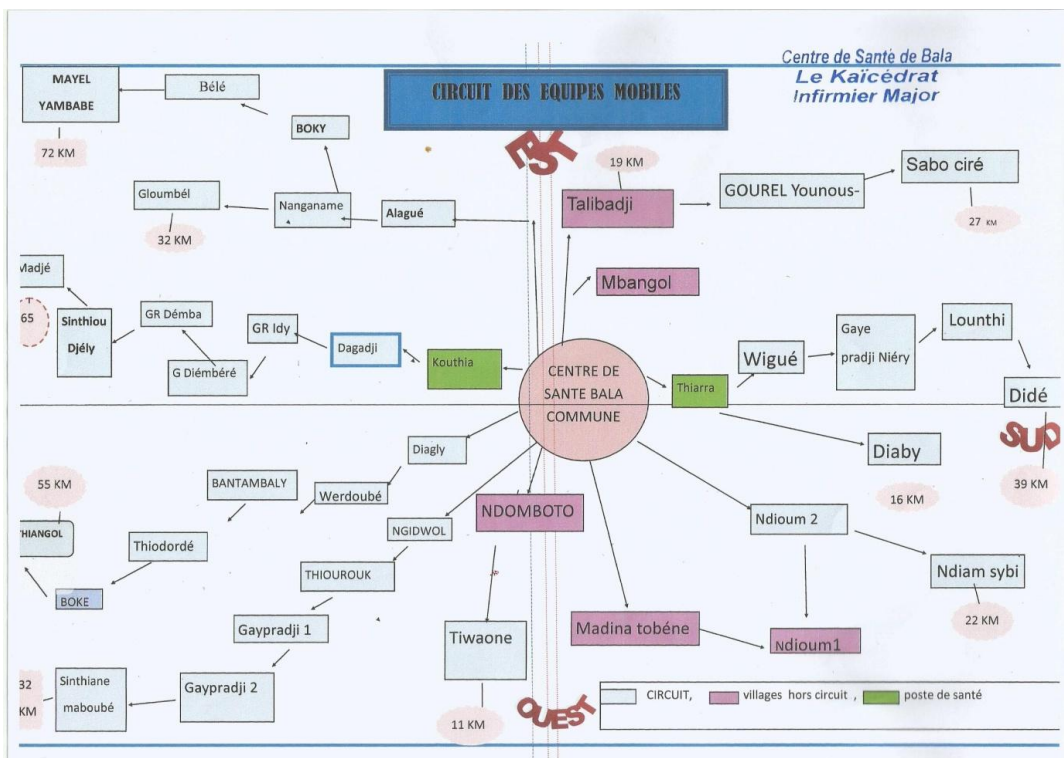 Centre de Santé de Bala
Le Kaïcédrat
Infirmier Major
CIRCUIT DES EQUIPES MOBILES
EST
MAYEL
YAMBABE
Bélé
BOKY
72 KM
Gloumbél
Nanganame
Alagué
32 KM
19 KM
Talibadji
GOUREL Younous-
Sabo ciré
27 KM
Mbangol
Madjé
65
Sinthiou
Djély
GR Démba
G Diémbéré
GR Idy
Dagadji
Kouthia
CENTRE DE
SANTE BALA
COMMUNE
Thiarra
Wigué
Gaye
pradji Niéry
Lounthi
Didé
SUD
39 KM
Diaby
16 KM
Diagly
Werdoubé
BANTAMBALY
55 KM
THIANGOL
Thiodordé
BOKE
NGIDWOL
THIOUROUK
Gaypradji 1
Gaypradji 2
Sinthiane
maboubé
32
KM
NDOMBOTO
Tiwaone
11 KM
Madina tobéne
Ndioum 2
Ndioum1
Ndiam sybi
22 KM
OUEST
CIRCUIT, villages hors circuit , poste de santé